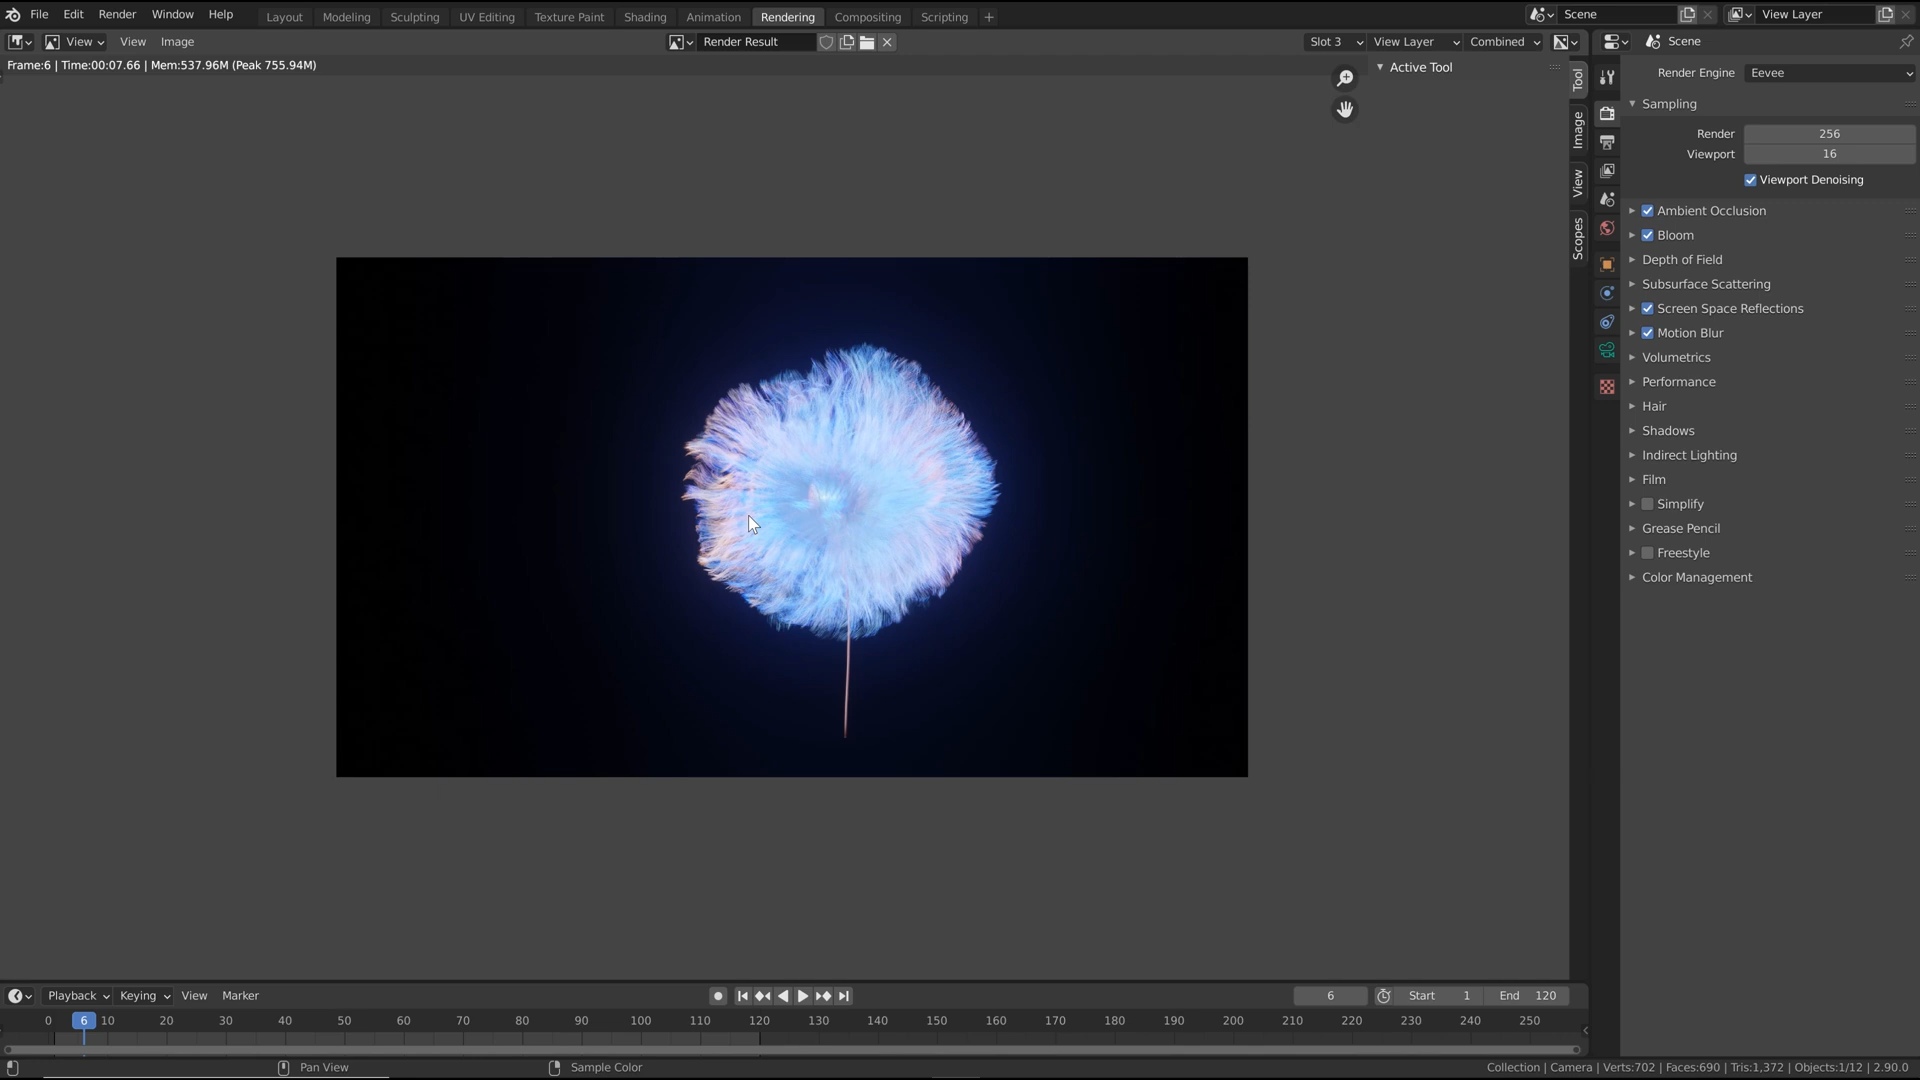 File Edit Render Window Help Layout Modeling Sculpting UV Editing Texture Paint Shading Animation Rendering Compositing Scripting + Scene View Layer
View View Image Render Result Slot 3 View Layer Combined Scene
Frame:6 | Time:00:07.66 | Mem:537.96M (Peak 755.94M)
Active Tool
Tool
Image
View
Scopes
Render Engine Eevee
Sampling
Render 256
Viewport 16
Viewport Denoising
Ambient Occlusion
Bloom
Depth of Field
Subsurface Scattering
Screen Space Reflections
Motion Blur
Volumetrics
Performance
Hair
Shadows
Indirect Lighting
Film
Simplify
Grease Pencil
Freestyle
Color Management
Playback Keying View Marker 6 Start 1 End 120
0 6 10 20 30 40 50 60 70 80 90 100 110 120 130 140 150 160 170 180 190 200 210 220 230 240 250
Pan View Sample Color Collection | Camera | Verts:702 | Faces:690 | Tris:1,372 | Objects:1/12 | 2.90.0